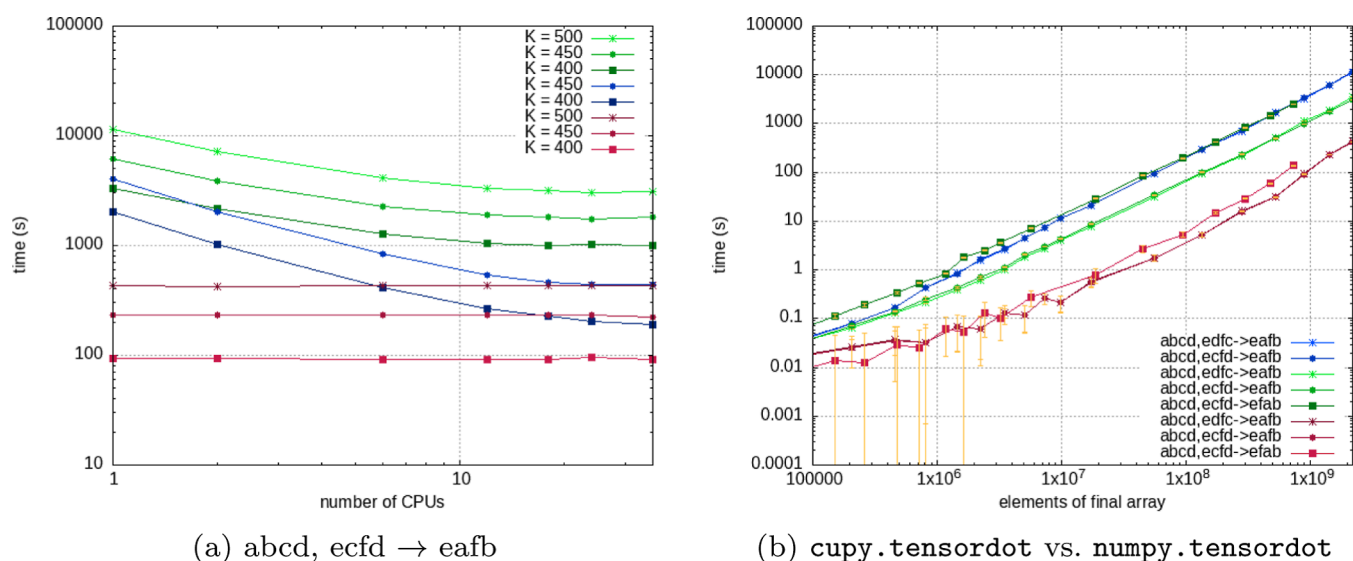 100000
10000
1000
100
10
time (s)
1
10
number of CPUs
K = 500
K = 450
K = 400
K = 450
K = 400
K = 500
K = 450
K = 400
(a) abcd, ecfd → eafb
100000
10000
1000
100
10
1
0.1
0.01
0.001
0.0001
time (s)
100000
1x10⁶
1x10⁷
1x10⁸
1x10⁹
elements of final array
abcd,edfc->eafb
abcd,ecfd->eafb
abcd,edfc->eafb
abcd,ecfd->eafb
abcd,ecfd->efab
abcd,ecfd->eafb
abcd,ecfd->eafb
abcd,ecfd->efab
(b) cupy.tensordot vs. numpy.tensordot